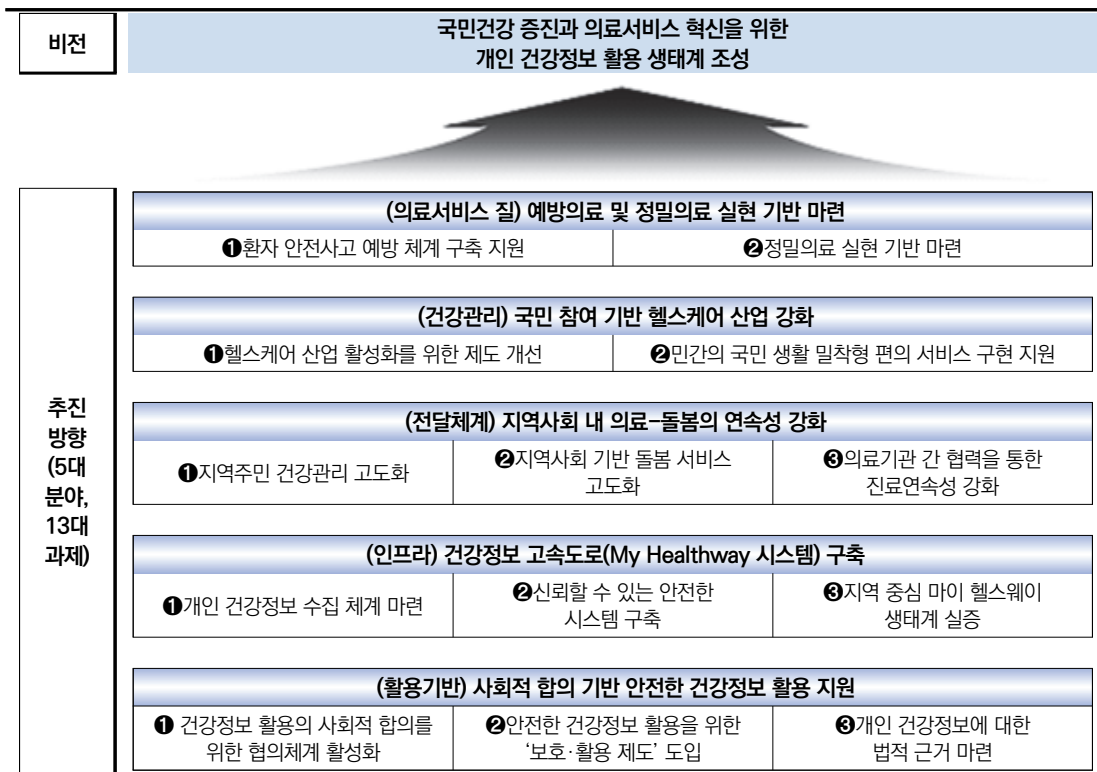 비전
국민건강 증진과 의료서비스 혁신을 위한
개인 건강정보 활용 생태계 조성
추진
방향
(5대
분야,
13대
과제)
(의료서비스 질) 예방의료 및 정밀의료 실현 기반 마련
❶환자 안전사고 예방 체계 구축 지원
❷정밀의료 실현 기반 마련
(건강관리) 국민 참여 기반 헬스케어 산업 강화
❶헬스케어 산업 활성화를 위한 제도 개선
❷민간의 국민 생활 밀착형 편의 서비스 구현 지원
(전달체계) 지역사회 내 의료-돌봄의 연속성 강화
❶지역주민 건강관리 고도화
❷지역사회 기반 돌봄 서비스
고도화
❸의료기관 간 협력을 통한
진료연속성 강화
(인프라) 건강정보 고속도로(My Healthway 시스템) 구축
❶개인 건강정보 수집 체계 마련
❷신뢰할 수 있는 안전한
시스템 구축
❸지역 중심 마이 헬스웨이
생태계 실증
(활용기반) 사회적 합의 기반 안전한 건강정보 활용 지원
❶ 건강정보 활용의 사회적 합의를
위한 협의체계 활성화
❷안전한 건강정보 활용을 위한
‘보호·활용 제도’ 도입
❸개인 건강정보에 대한
법적 근거 마련